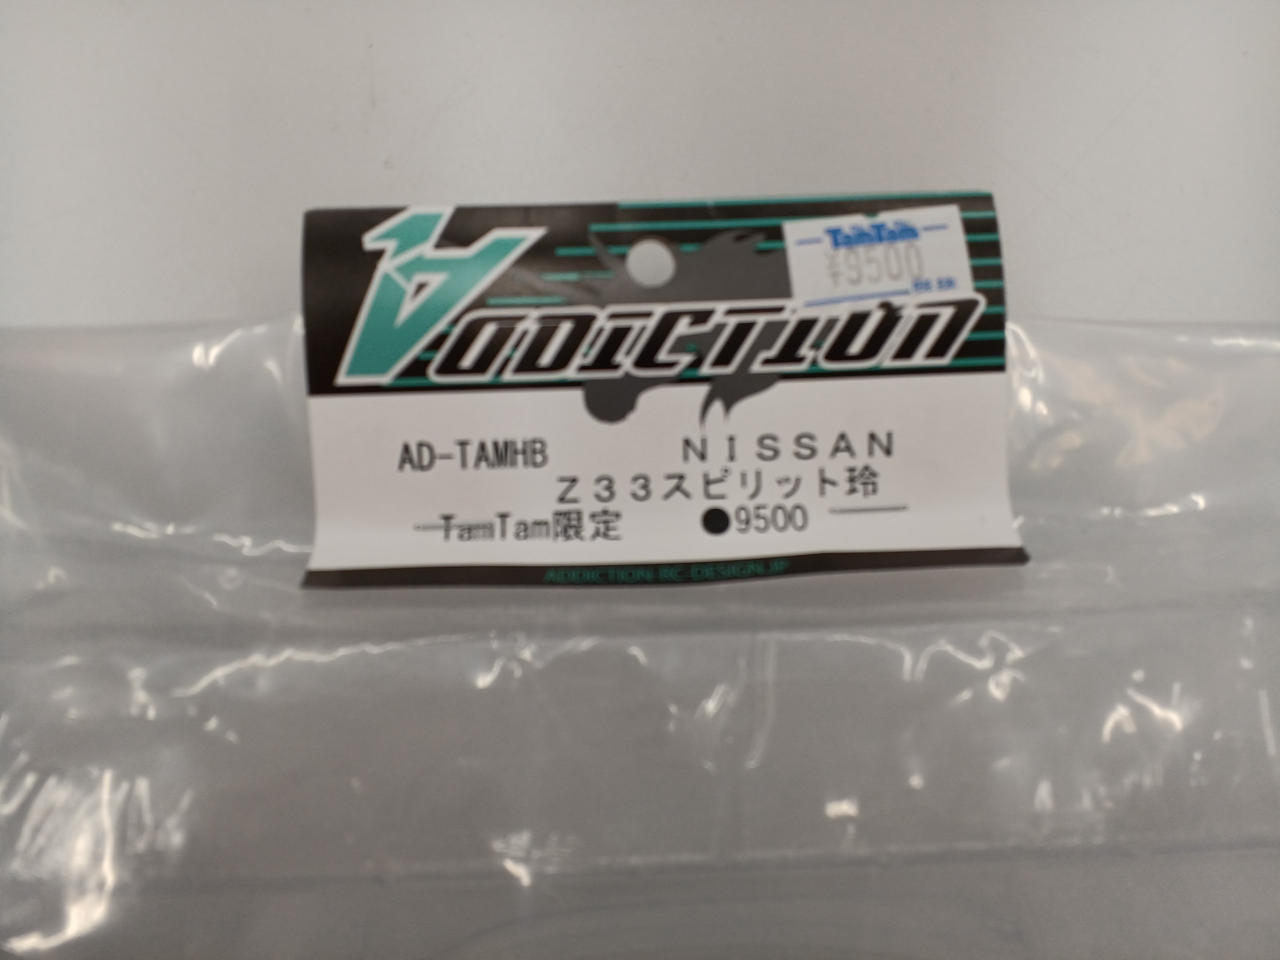 TamTam
¥9500
ADDICTION
AD-TAMHB NISSAN
Z33スピリット玲
TamTam限定 ●9500
ADDICTION-RC-DESIGN.JP